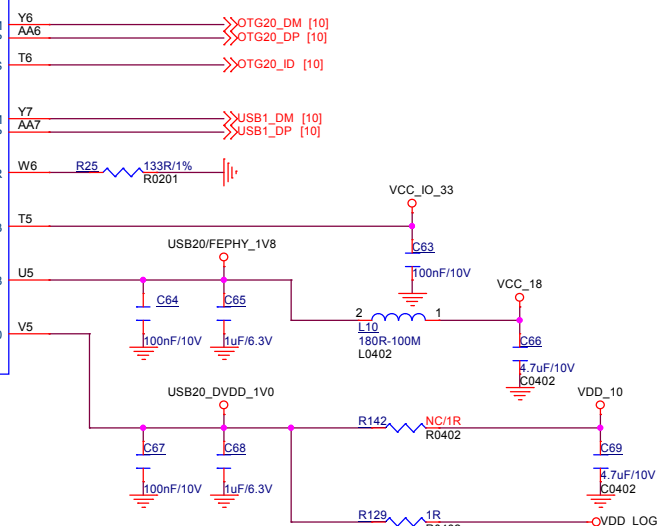 Y6
OTG20_DM [10]
AA6
OTG20_DP [10]
T6
OTG20_ID [10]
Y7
USB1_DM [10]
AA7
USB1_DP [10]
W6
R25
133R/1%
R0201
VCC_IO_33
T5
USB20/FEPHY_1V8
C63
100nF/10V
U5
VCC_18
C64
C65
2
1
L10
180R-100M
L0402
V5
100nF/10V
1uF/6.3V
C66
4.7uF/10V
C0402
USB20_DVDD_1V0
VDD_10
R142
NC/1R
R0402
C67
C68
C69
4.7uF/10V
C0402
100nF/10V
1uF/6.3V
R129
1R
VDD_LOG